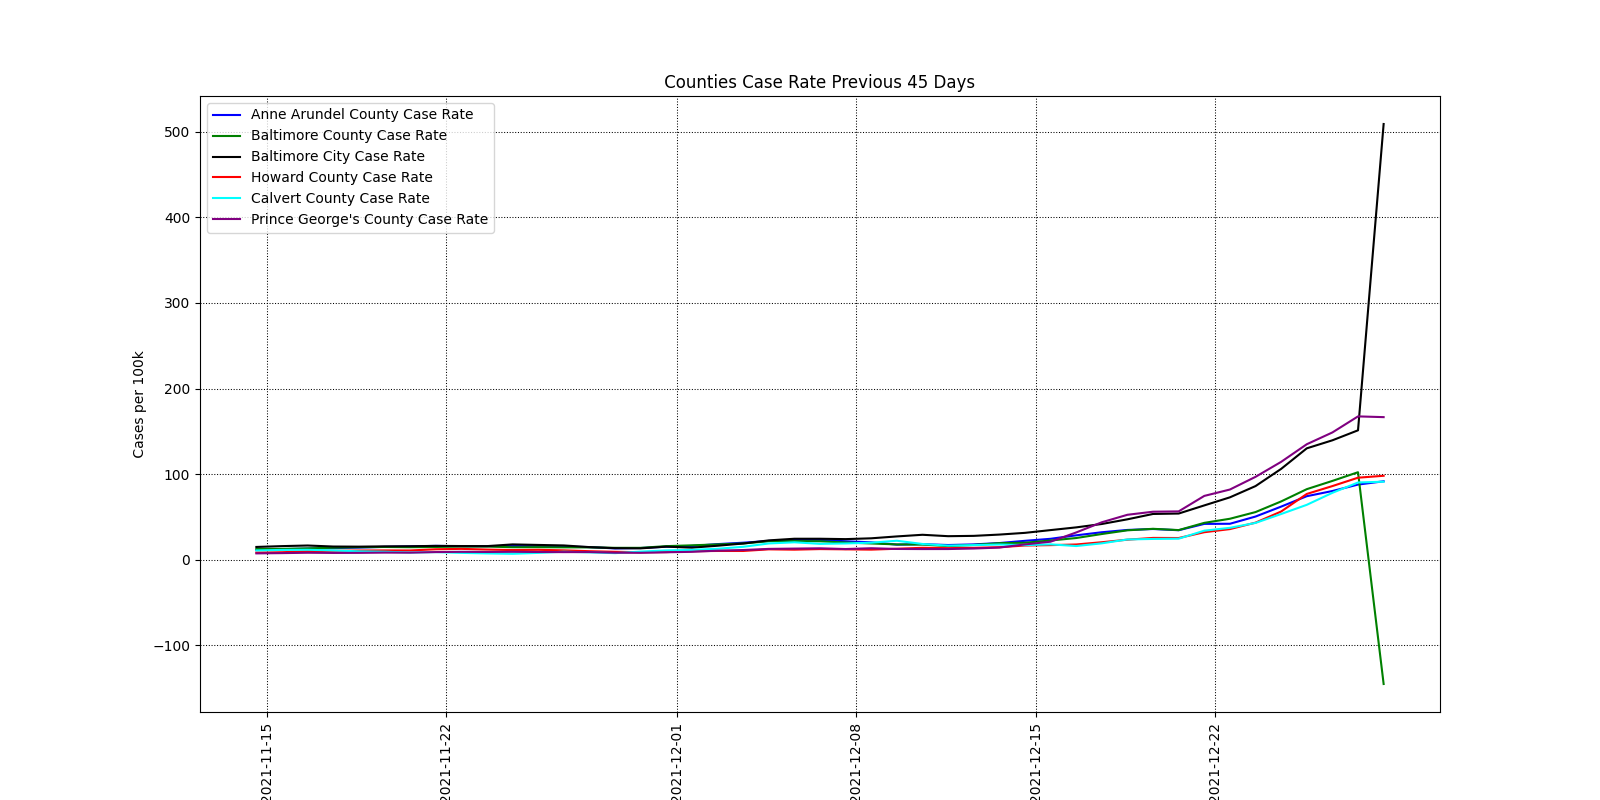 Counties Case Rate Previous 45 Days
Anne Arundel County Case Rate
Baltimore County Case Rate
Baltimore City Case Rate
Howard County Case Rate
Calvert County Case Rate
Prince George's County Case Rate
Cases per 100k
500
400
300
200
100
0
−100
2021-11-15
2021-11-22
2021-12-01
2021-12-08
2021-12-15
2021-12-22